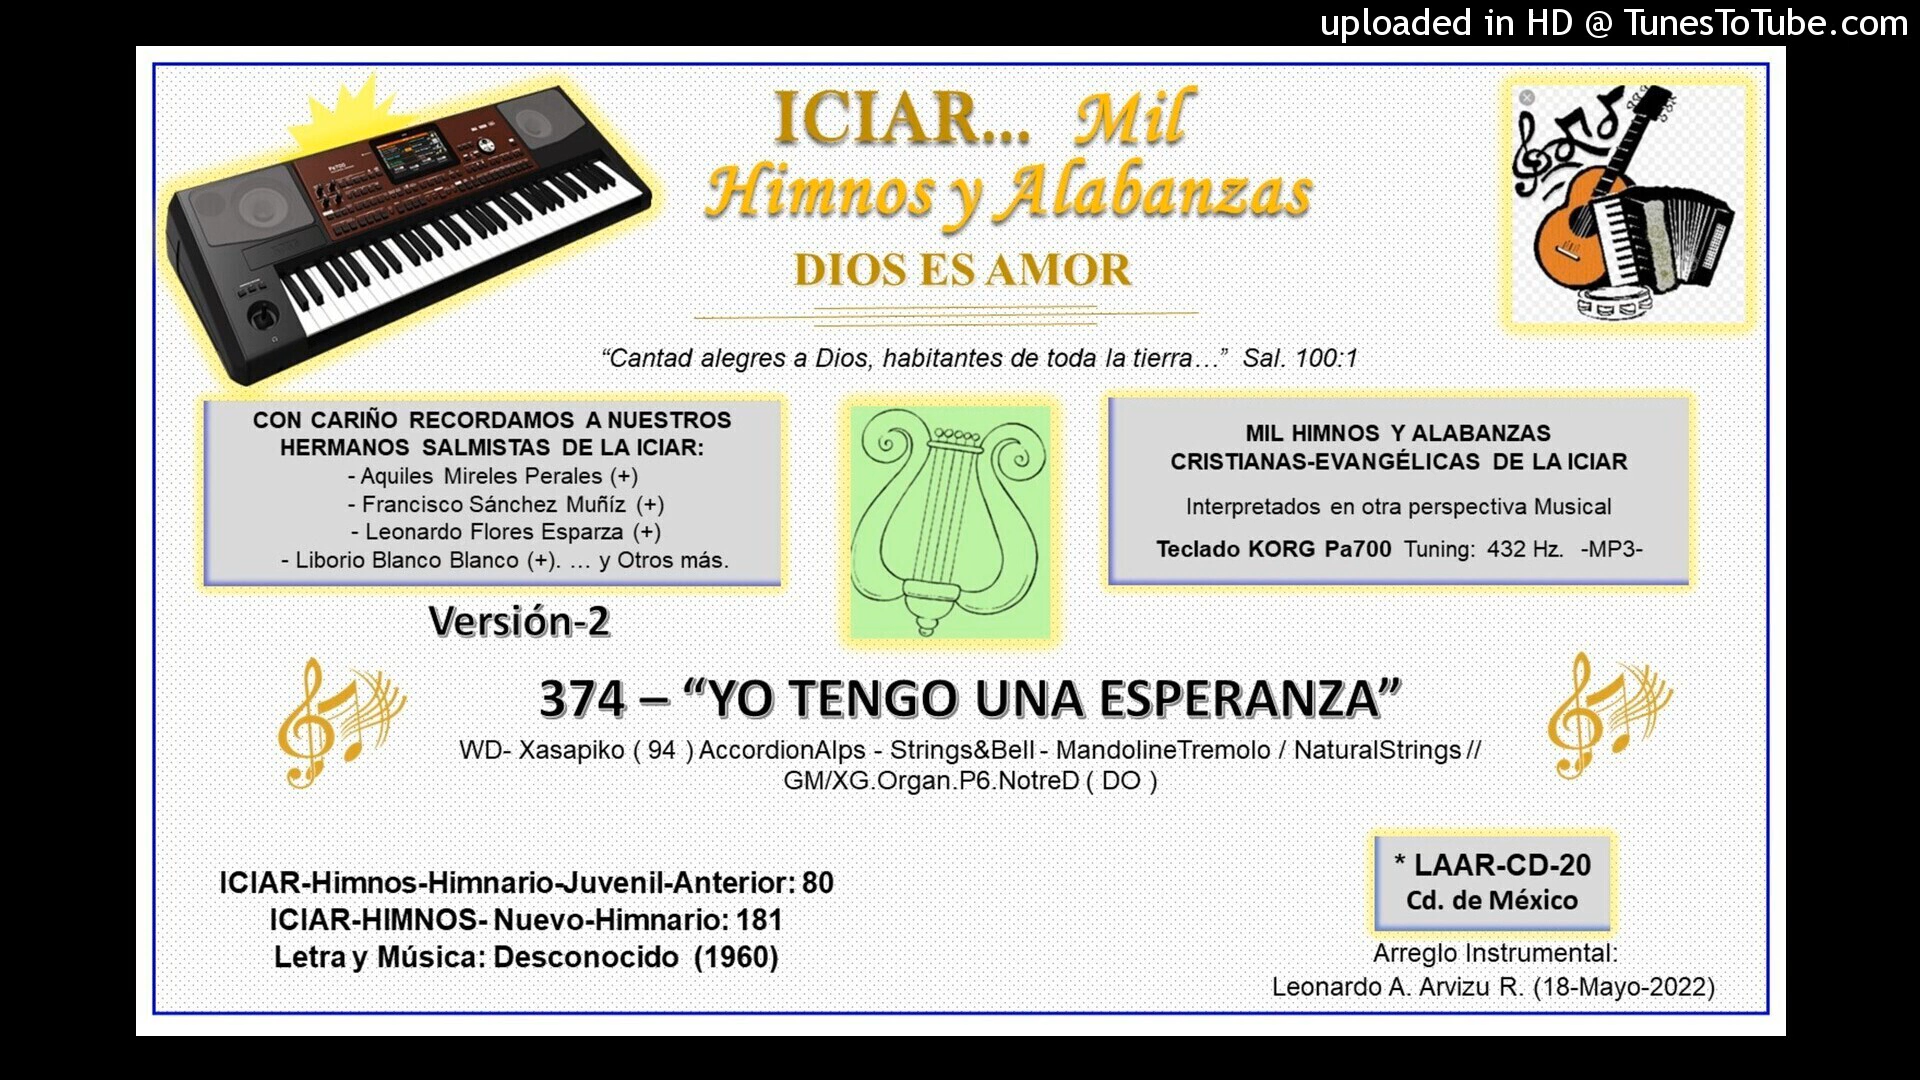 uploaded in HD @ TunesToTube.com
ICIAR... Mil
Himnos y Alabanzas
DIOS ES AMOR
“Cantad alegres a Dios, habitantes de toda la tierra…” Sal. 100:1
CON CARIÑO RECORDAMOS A NUESTROS
HERMANOS SALMISTAS DE LA ICIAR:
- Aquiles Mireles Perales (+)
- Francisco Sánchez Muñíz (+)
- Leonardo Flores Esparza (+)
- Liborio Blanco Blanco (+). … y Otros más.
MIL HIMNOS Y ALABANZAS
CRISTIANAS-EVANGÉLICAS DE LA ICIAR
Interpretados en otra perspectiva Musical
Teclado KORG Pa700 Tuning: 432 Hz. -MP3-
Versión-2
374 – “YO TENGO UNA ESPERANZA”
WD- Xasapiko ( 94 ) AccordionAlps - Strings&Bell - MandolineTremolo / NaturalStrings //
GM/XG.Organ.P6.NotreD ( DO )
ICIAR-Himnos-Himnario-Juvenil-Anterior: 80
ICIAR-HIMNOS- Nuevo-Himnario: 181
Letra y Música: Desconocido (1960)
* LAAR-CD-20
Cd. de México
Arreglo Instrumental:
Leonardo A. Arvizu R. (18-Mayo-2022)